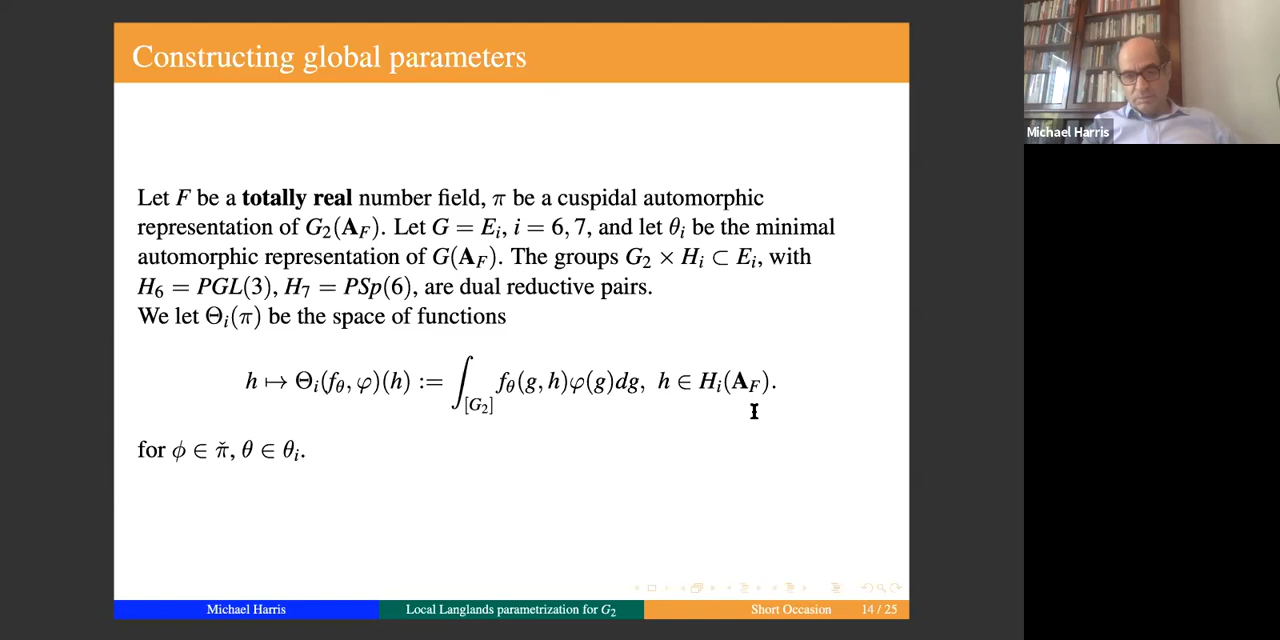 Constructing global parameters
Let F be a totally real number field, π be a cuspidal automorphic
representation of G₂(A_F). Let G = E_i, i = 6, 7, and let θ_i be the minimal
automorphic representation of G(A_F). The groups G₂ × H_i ⊂ E_i, with
H₆ = PGL(3), H₇ = PSp(6), are dual reductive pairs.
We let Θ_i(π) be the space of functions
h ↦ Θ_i(f_θ, φ)(h) := ∫_[G₂] f_θ(g, h)φ(g)dg, h ∈ H_i(A_F).
for ϕ ∈ π̌, θ ∈ θ_i.
Michael Harris
Local Langlands parametrization for G₂
Short Occasion
14 / 25
Michael Harris